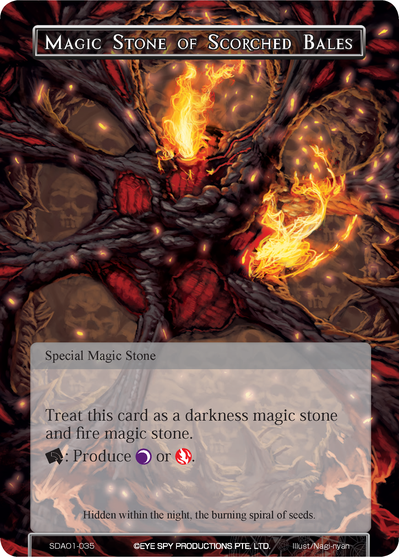 Magic Stone of Scorched Bales
Special Magic Stone
Treat this card as a darkness magic stone
and fire magic stone.
: Produce or .
Hidden within the night, the burning spiral of seeds.
SDAO1-035 ©EYE SPY PRODUCTIONS PTE. LTD. Illust/Nagi-nyan